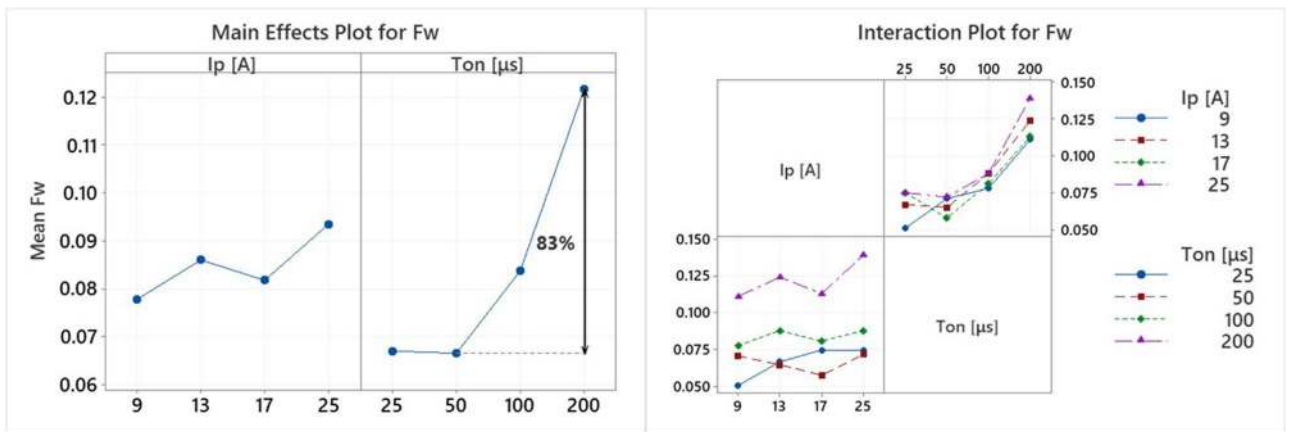 Main Effects Plot for Fw
Ip [A] Ton [µs]
Mean Fw
0.12
0.11
0.10
0.09
0.08
0.07
0.06
83%
9 13 17 25 25 50 100 200
Interaction Plot for Fw
25 50 100 200
0.150
0.125
0.100
0.075
0.050
Ip [A]
Ip [A]
9
13
17
25
0.150
0.125
0.100
0.075
0.050
Ton [µs]
9 13 17 25
Ton [µs]
25
50
100
200